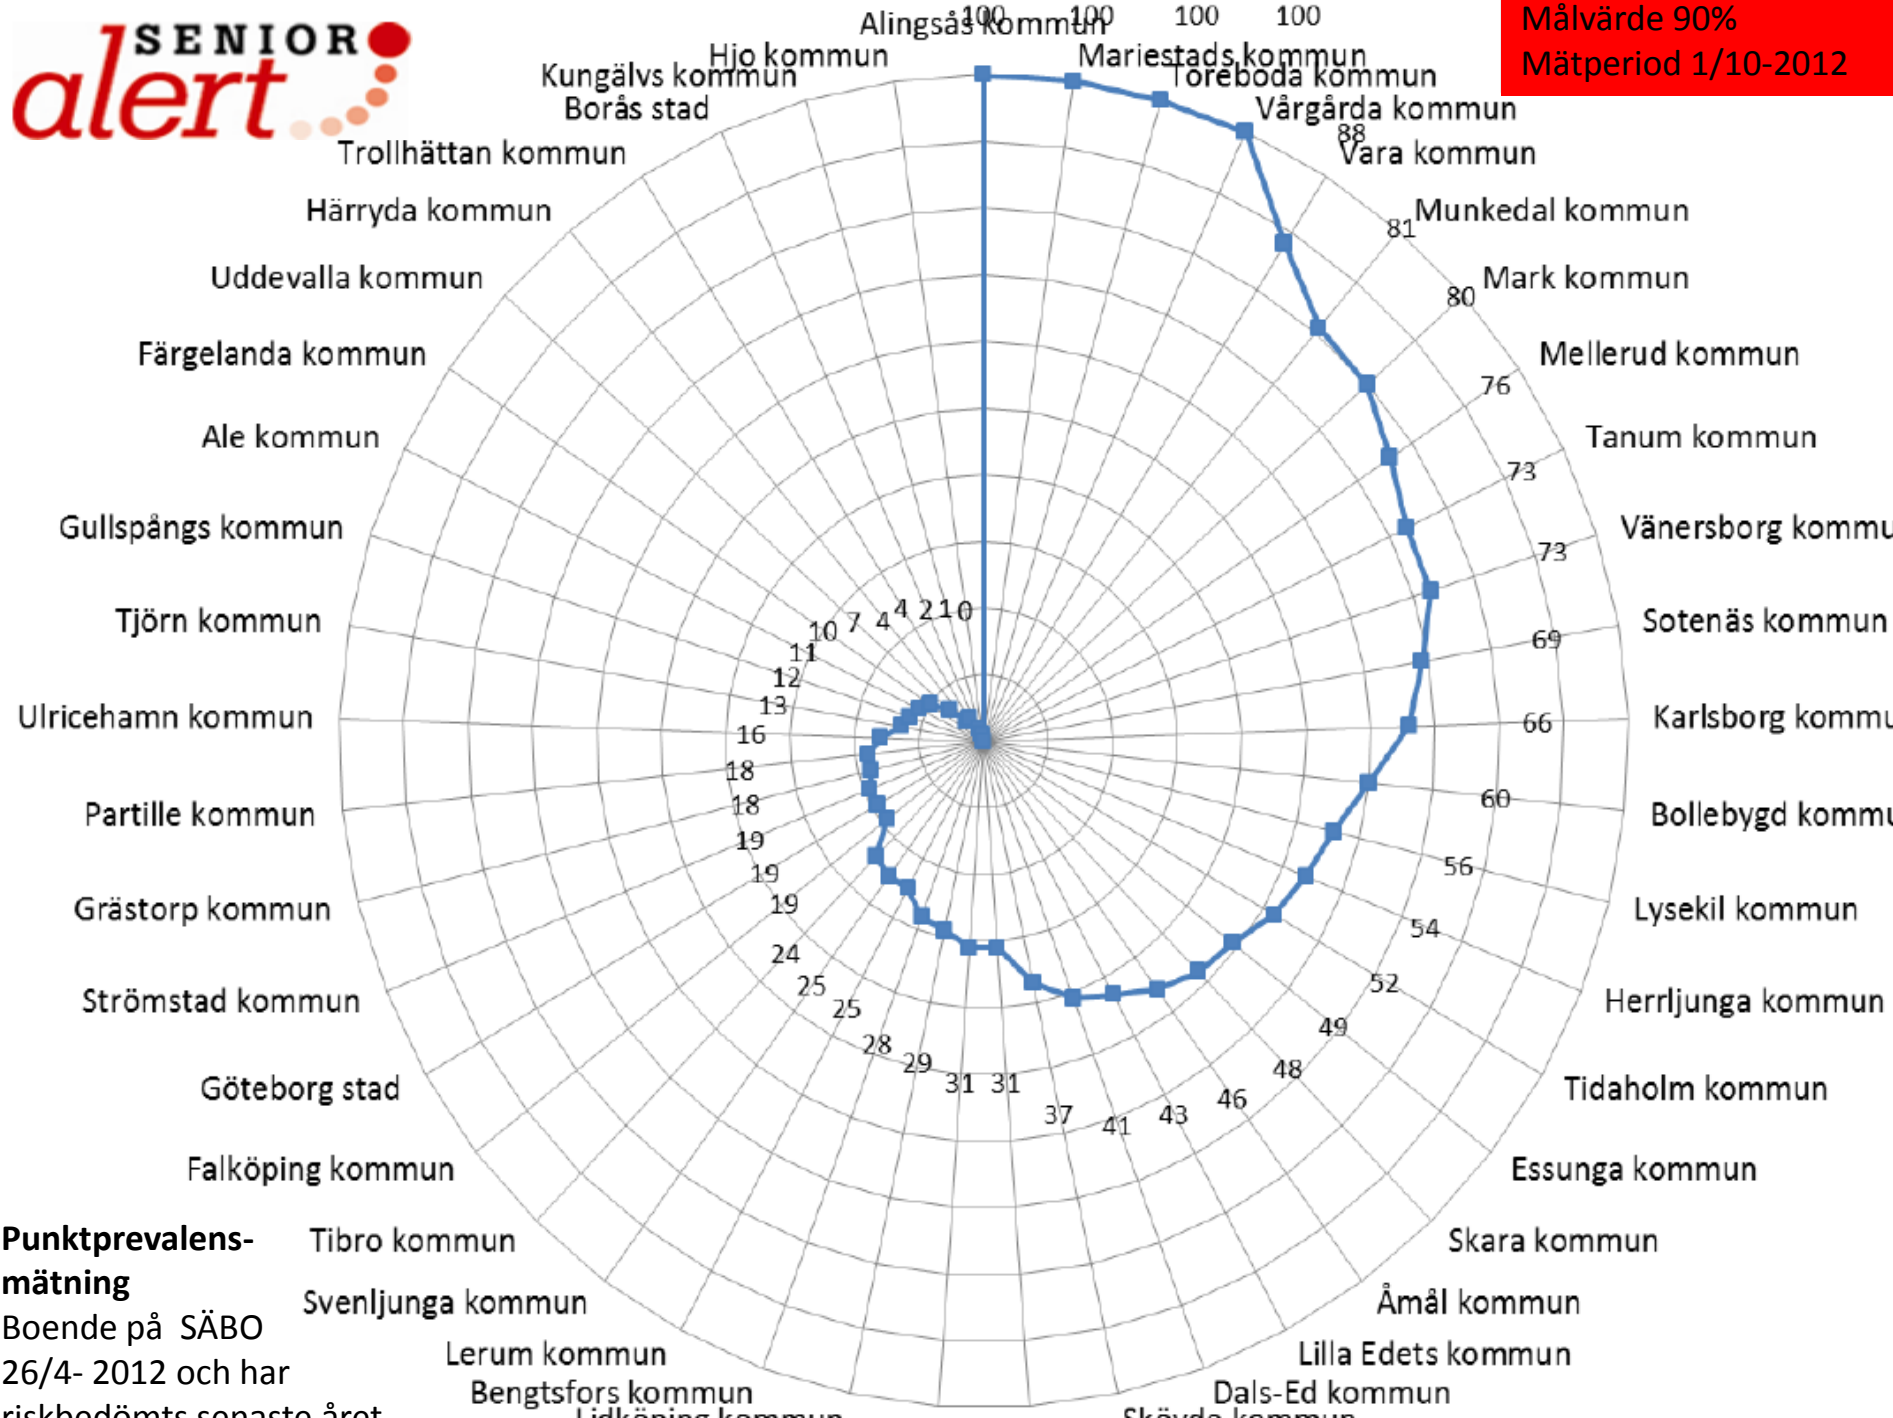 SENIOR
alert
Målvärde 90%
Mätperiod 1/10-2012
Alingsås kommun
Mariestads kommun
Töreboda kommun
Vårgårda kommun
Vara kommun
Munkedal kommun
Mark kommun
Mellerud kommun
Tanum kommun
Vänersborg kommu
Sotenäs kommun
Karlsborg kommu
Bollebygd kommu
Lysekil kommun
Herrljunga kommun
Tidaholm kommun
Essunga kommun
Skara kommun
Åmål kommun
Lilla Edets kommun
Dals-Ed kommun
Skövde kommun
Lidköping kommun
Bengtsfors kommun
Lerum kommun
Svenljunga kommun
Tibro kommun
Falköping kommun
Göteborg stad
Strömstad kommun
Grästorp kommun
Partille kommun
Ulricehamn kommun
Tjörn kommun
Gullspångs kommun
Ale kommun
Färgelanda kommun
Uddevalla kommun
Härryda kommun
Trollhättan kommun
Borås stad
Kungälvs kommun
Hjo kommun
100
100
100
100
88
81
80
76
73
73
69
66
60
56
54
52
49
48
46
43
41
37
31
31
29
28
25
25
24
19
19
19
18
18
16
13
12
11
10
7
4
4
2
1
0
Punktprevalens-
mätning
Boende på SÄBO
26/4- 2012 och har
riskbedömts senaste året